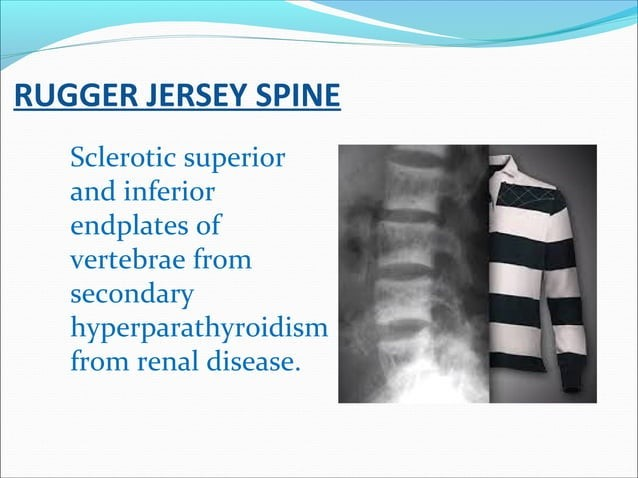 RUGGER JERSEY SPINE
Sclerotic superior
and inferior
endplates of
vertebrae from
secondary
hyperparathyroidism
from renal disease.